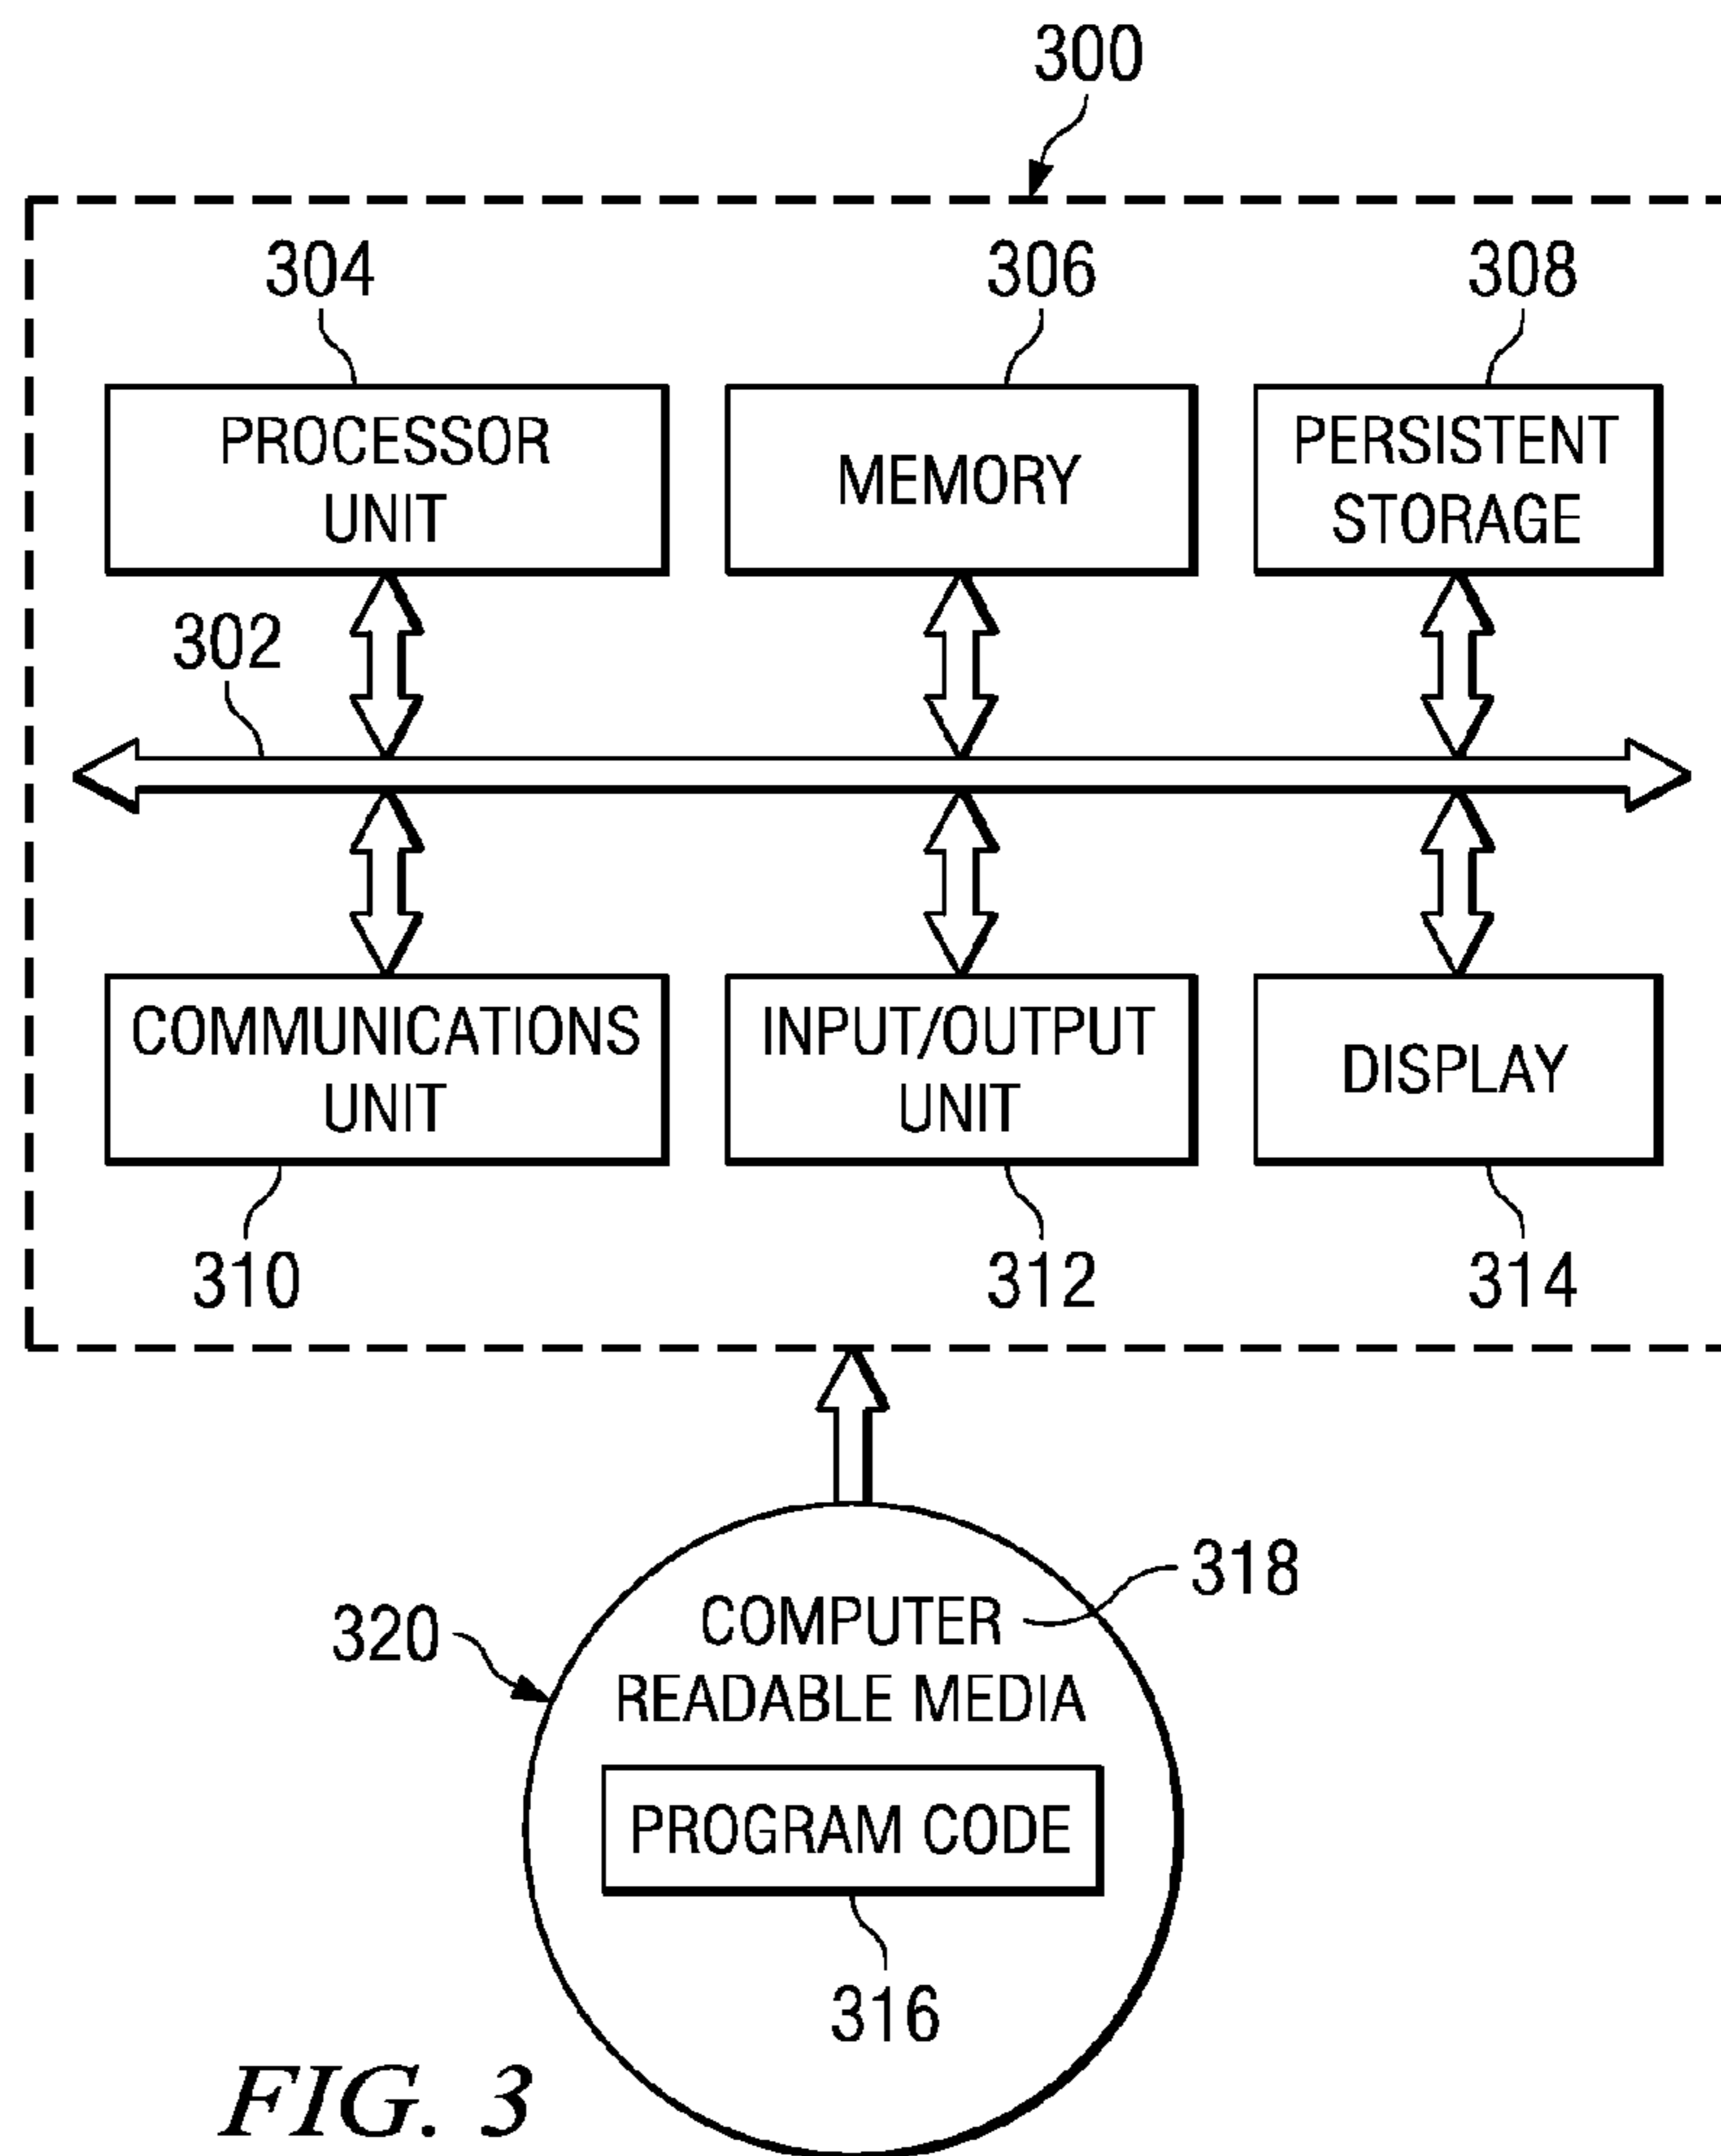 300
304
306
308
PROCESSOR
UNIT
MEMORY
PERSISTENT
STORAGE
302
COMMUNICATIONS
UNIT
INPUT/OUTPUT
UNIT
DISPLAY
310
312
314
318
320
COMPUTER
READABLE MEDIA
PROGRAM CODE
316
FIG. 3